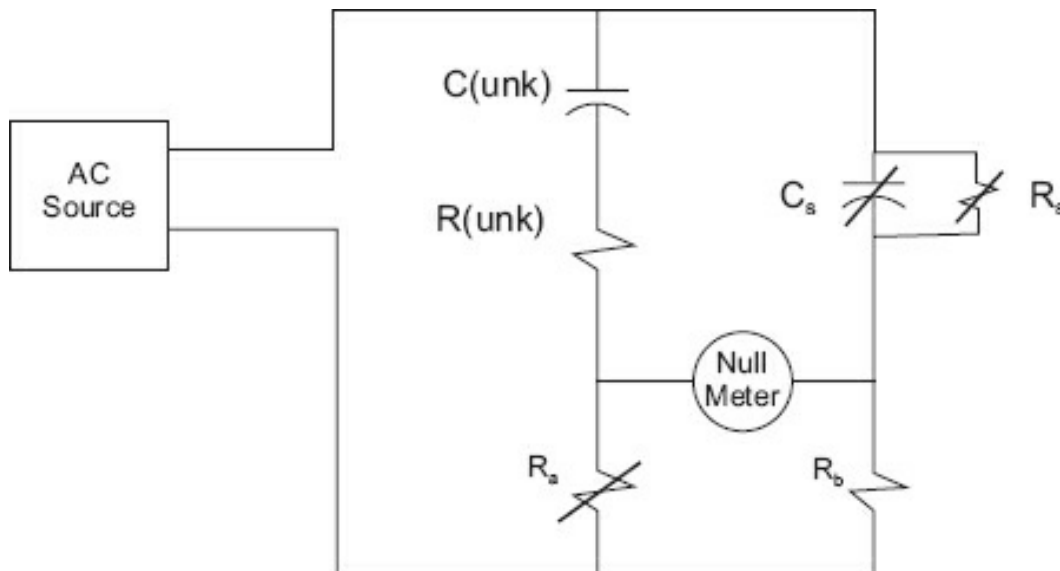 C(unk)
AC
Source
R(unk)
Cs
Rs
Null
Meter
Ra
Rb